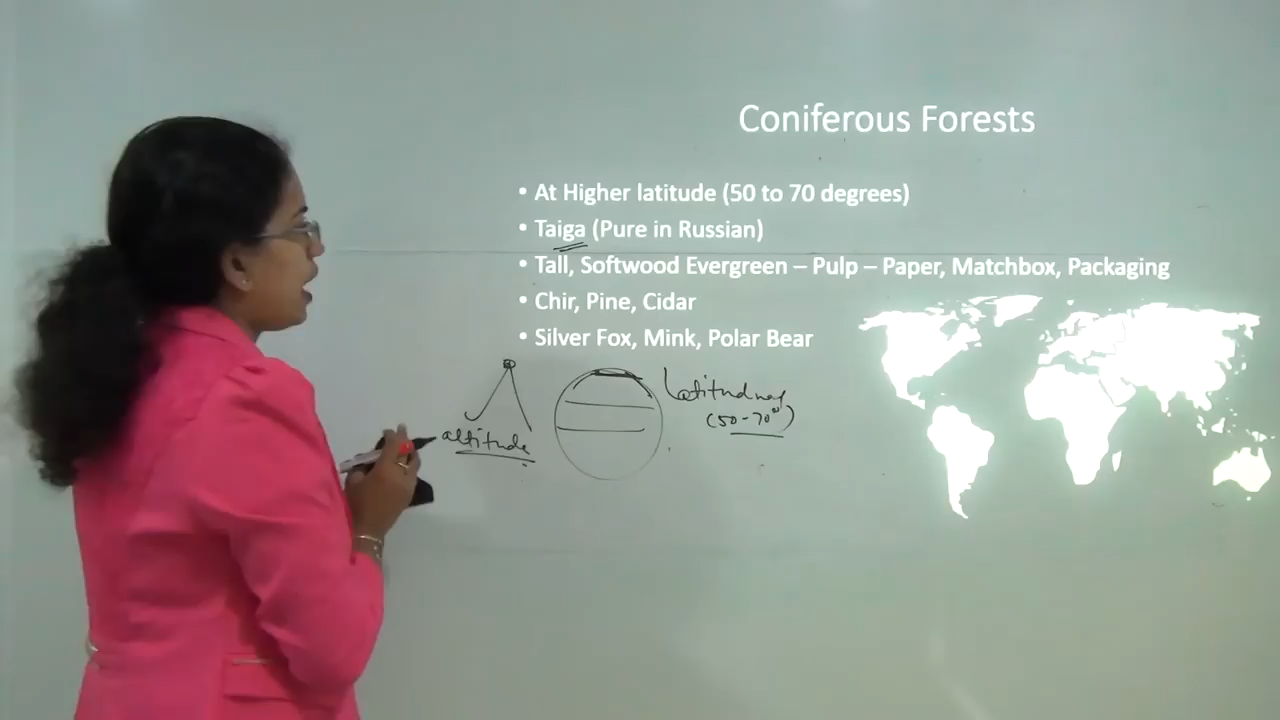 Coniferous Forests
• At Higher latitude (50 to 70 degrees)
• Taiga (Pure in Russian)
• Tall, Softwood Evergreen – Pulp – Paper, Matchbox, Packaging
• Chir, Pine, Cidar
• Silver Fox, Mink, Polar Bear
altitude
(50-70°)